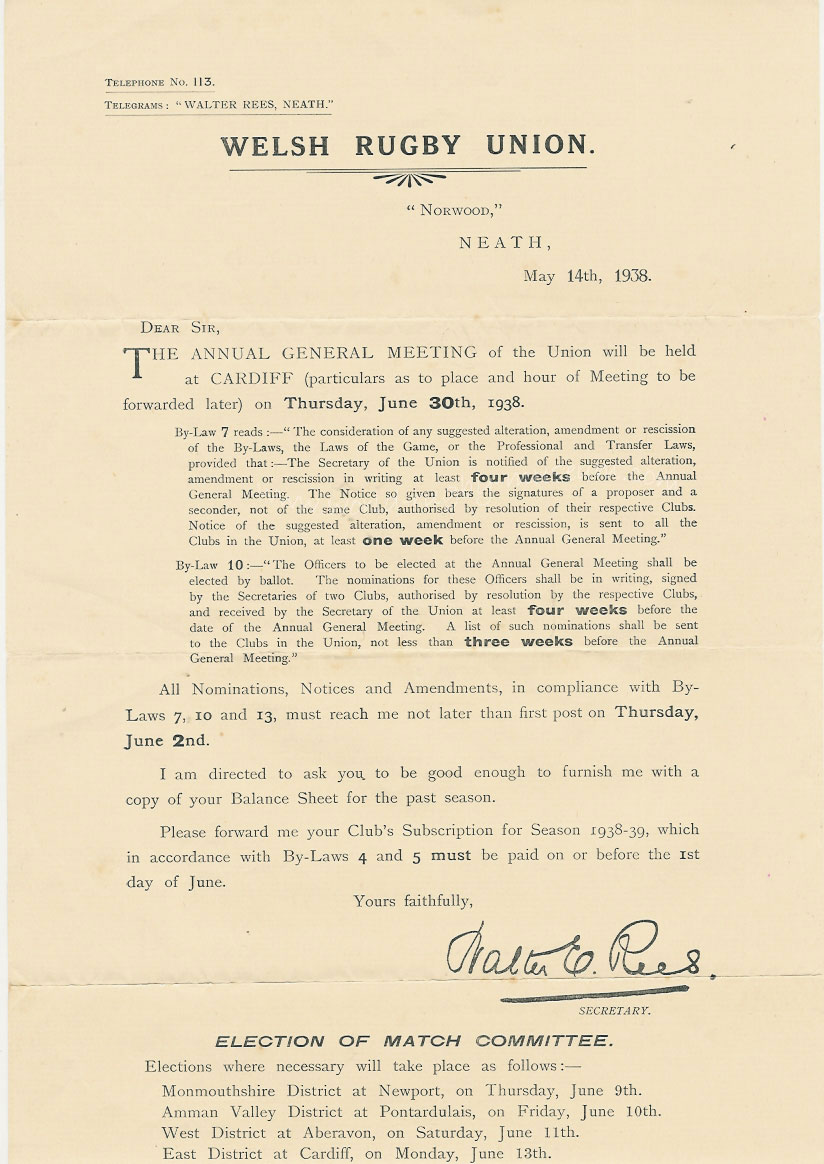 TELEPHONE NO. 113.
TELEGRAMS: "WALTER REES, NEATH."
WELSH RUGBY UNION.
"NORWOOD,"
NEATH,
May 14th, 1938.
DEAR SIR,
THE ANNUAL GENERAL MEETING of the Union will be held
at CARDIFF (particulars as to place and hour of Meeting to be
forwarded later) on Thursday, June 30th, 1938.
By-Law 7 reads :—" The consideration of any suggested alteration, amendment or rescission
of the By-Laws, the Laws of the Game, or the Professional and Transfer Laws,
provided that :—The Secretary of the Union is notified of the suggested alteration,
amendment or rescission in writing at least four weeks before the Annual
General Meeting. The Notice so given bears the signatures of a proposer and a
seconder, not of the same Club, authorised by resolution of their respective Clubs.
Notice of the suggested alteration, amendment or rescission, is sent to all the
Clubs in the Union, at least one week before the Annual General Meeting."
By-Law 10 :—" The Officers to be elected at the Annual General Meeting shall be
elected by ballot. The nominations for these Officers shall be in writing, signed
by the Secretaries of two Clubs, authorised by resolution by the respective Clubs,
and received by the Secretary of the Union at least four weeks before the
date of the Annual General Meeting. A list of such nominations shall be sent
to the Clubs in the Union, not less than three weeks before the Annual
General Meeting."
All Nominations, Notices and Amendments, in compliance with By-
Laws 7, 10 and 13, must reach me not later than first post on Thursday,
June 2nd.
I am directed to ask you to be good enough to furnish me with a
copy of your Balance Sheet for the past season.
Please forward me your Club's Subscription for Season 1938-39, which
in accordance with By-Laws 4 and 5 must be paid on or before the 1st
day of June.
Yours faithfully,
Walter E. Rees.
SECRETARY.
ELECTION OF MATCH COMMITTEE.
Elections where necessary will take place as follows :—
Monmouthshire District at Newport, on Thursday, June 9th.
Amman Valley District at Pontardulais, on Friday, June 10th.
West District at Aberavon, on Saturday, June 11th.
East District at Cardiff, on Monday, June 13th.